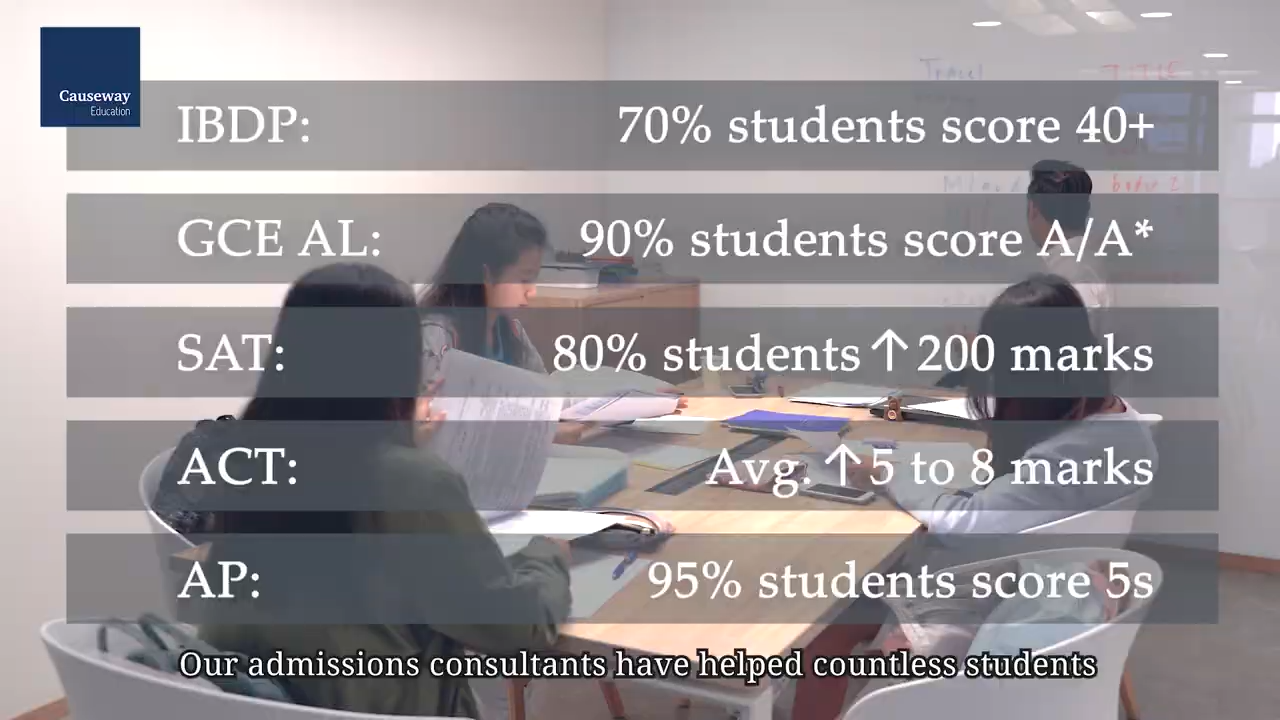 Causeway
Education
IBDP: 70% students score 40+
GCE AL: 90% students score A/A*
SAT: 80% students ↑200 marks
ACT: Avg. ↑5 to 8 marks
AP: 95% students score 5s
Our admissions consultants have helped countless students